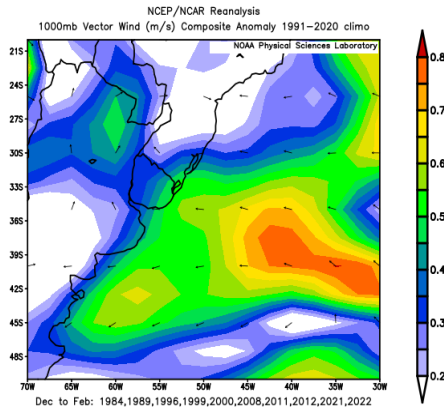 NCEP/NCAR Reanalysis
1000mb Vector Wind (m/s) Composite Anomaly 1991-2020 climo
NOAA Physical Sciences Laboratory
21S
24S
27S
30S
33S
36S
39S
42S
45S
48S
70W 65W 60W 55W 50W 45W 40W 35W 30W
0.8
0.7
0.6
0.5
0.4
0.3
0.2
Dec to Feb: 1984,1989,1996,1999,2000,2008,2011,2012,2021,2022